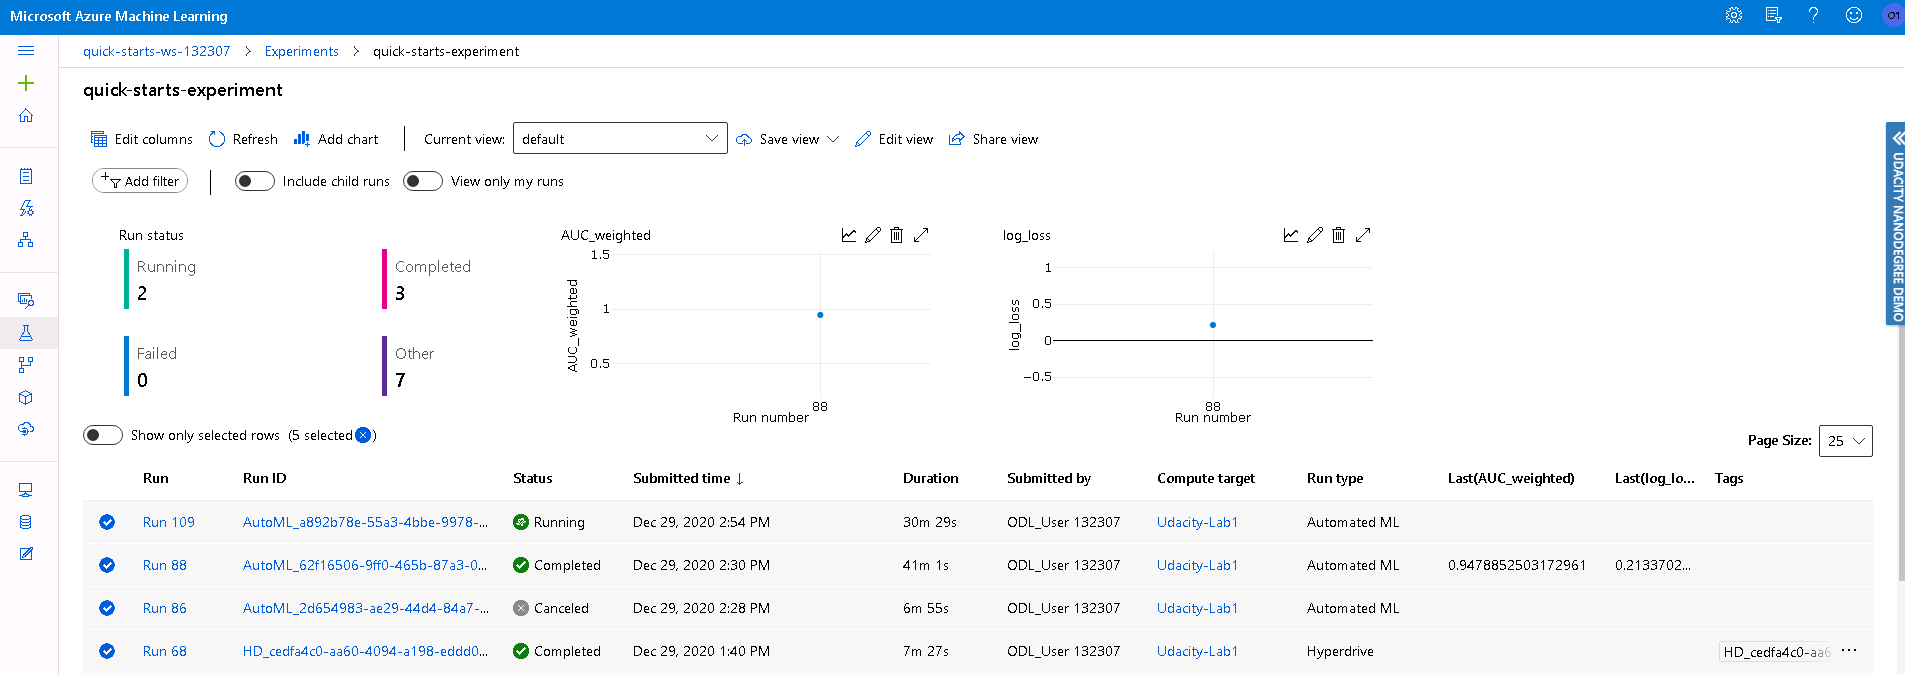 Microsoft Azure Machine Learning
O1
quick-starts-ws-132307 > Experiments > quick-starts-experiment
quick-starts-experiment
Edit columns Refresh Add chart Current view: default Save view Edit view Share view
Add filter Include child runs View only my runs
UDACITY NANODEGREE DEMO
Run status
Running
2
Completed
3
Failed
0
Other
7
AUC_weighted
1.5
1
0.5
AUC_weighted
88
Run number
log_loss
1
0.5
0
−0.5
log_loss
88
Run number
Show only selected rows (5 selected )
Page Size: 25
Run Run ID Status Submitted time ↓ Duration Submitted by Compute target Run type Last(AUC_weighted) Last(log_lo... Tags
Run 109 AutoML_a892b78e-55a3-4bbe-9978-... Running Dec 29, 2020 2:54 PM 30m 29s ODL_User 132307 Udacity-Lab1 Automated ML
Run 88 AutoML_62f16506-9ff0-465b-87a3-0... Completed Dec 29, 2020 2:30 PM 41m 1s ODL_User 132307 Udacity-Lab1 Automated ML 0.9478852503172961 0.2133702...
Run 86 AutoML_2d654983-ae29-44d4-84a7-... Canceled Dec 29, 2020 2:28 PM 6m 55s ODL_User 132307 Udacity-Lab1 Automated ML
Run 68 HD_cedfa4c0-aa60-4094-a198-eddd0... Completed Dec 29, 2020 1:40 PM 7m 27s ODL_User 132307 Udacity-Lab1 Hyperdrive HD_cedfa4c0-aa6 ...